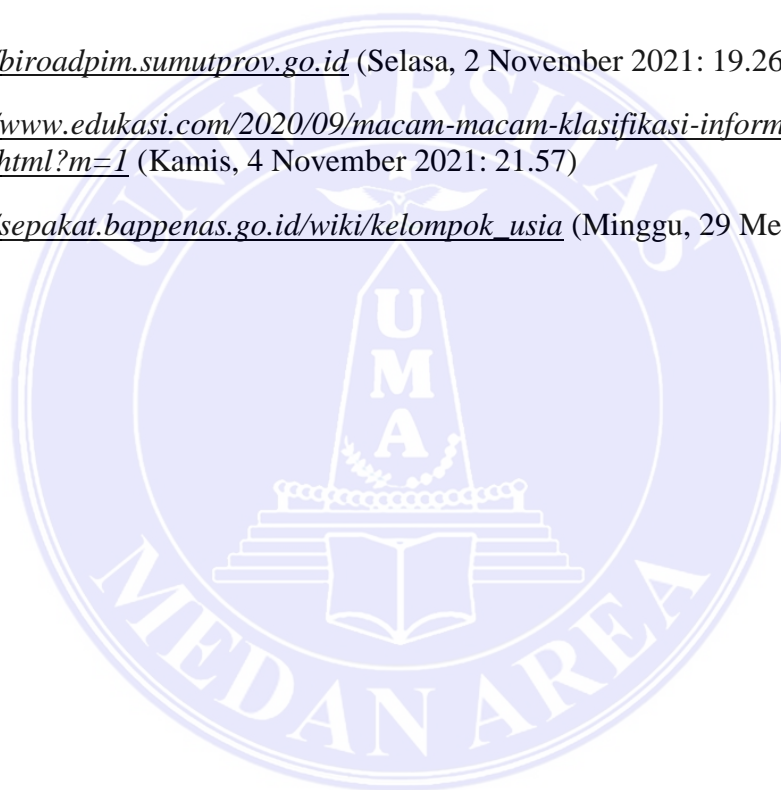 /biroadpim.sumutprov.go.id (Selasa, 2 November 2021: 19.26
/www.edukasi.com/2020/09/macam-macam-klasifikasi-inform
html?m=1 (Kamis, 4 November 2021: 21.57)
/sepakat.bappenas.go.id/wiki/kelompok_usia (Minggu, 29 Me
UNIVERSITAS
U
M
A
MEDAN AREA